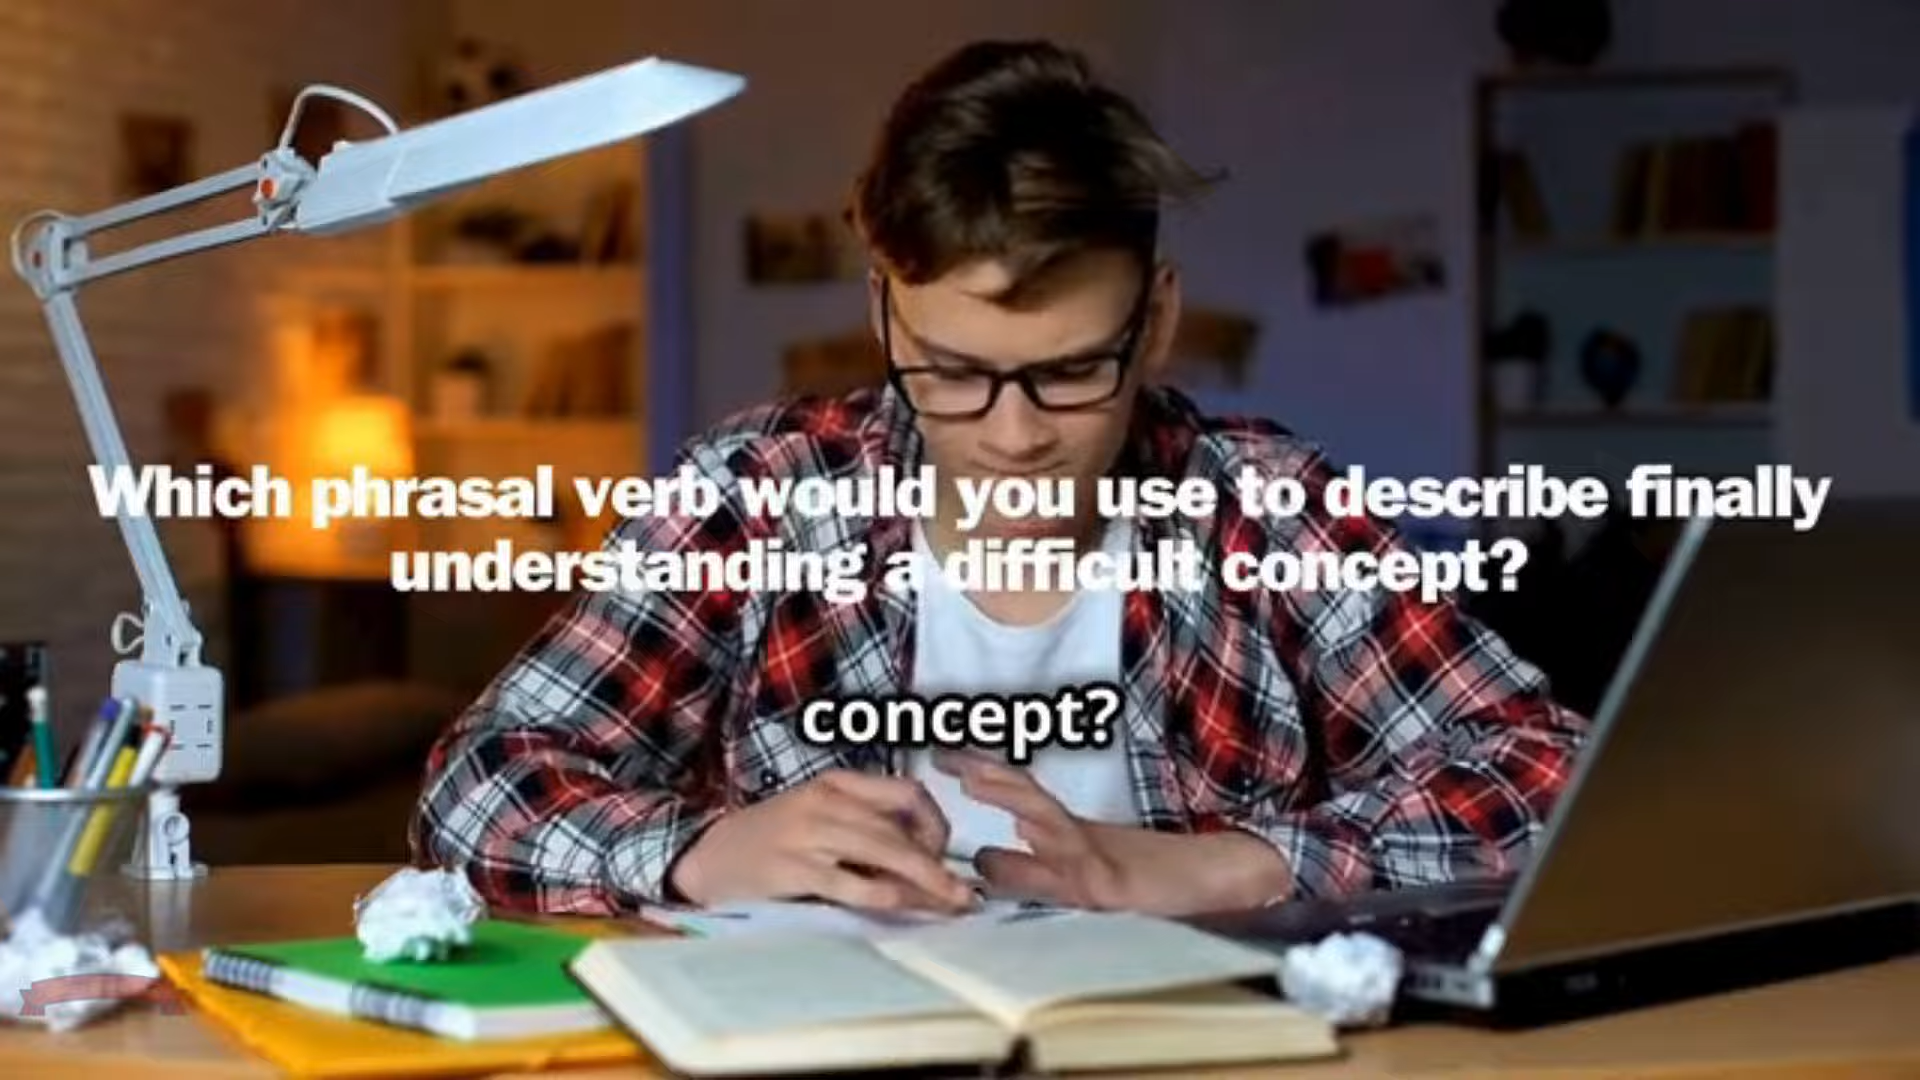 Which phrasal verb would you use to describe finally
understanding a difficult concept?
concept?